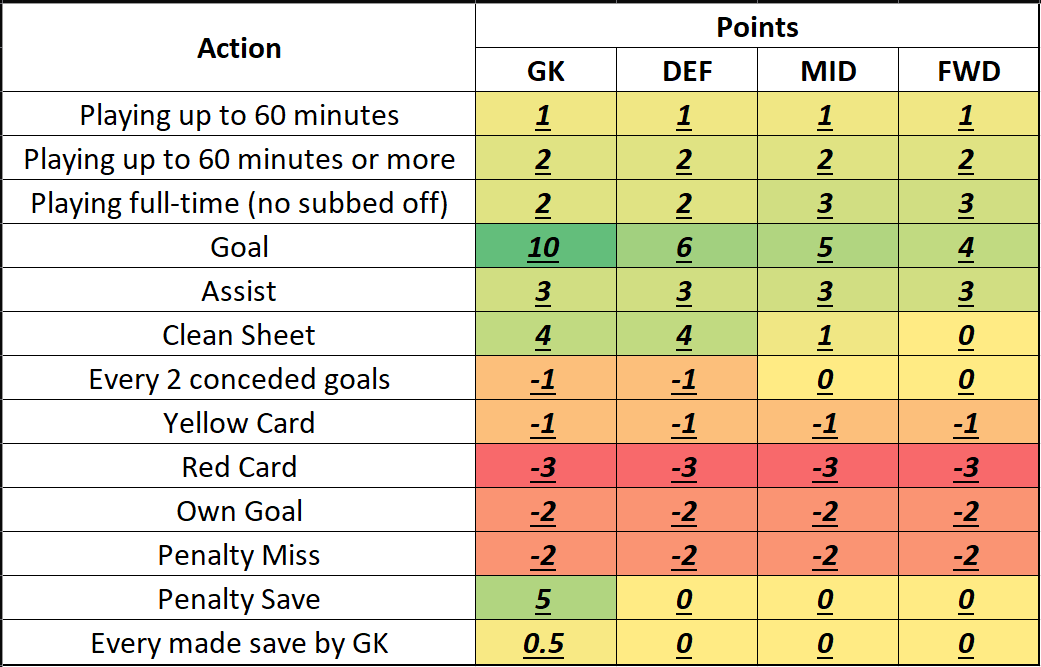 Action Points
GK DEF MID FWD
Playing up to 60 minutes 1 1 1 1
Playing up to 60 minutes or more 2 2 2 2
Playing full-time (no subbed off) 2 2 3 3
Goal 10 6 5 4
Assist 3 3 3 3
Clean Sheet 4 4 1 0
Every 2 conceded goals -1 -1 0 0
Yellow Card -1 -1 -1 -1
Red Card -3 -3 -3 -3
Own Goal -2 -2 -2 -2
Penalty Miss -2 -2 -2 -2
Penalty Save 5 0 0 0
Every made save by GK 0.5 0 0 0